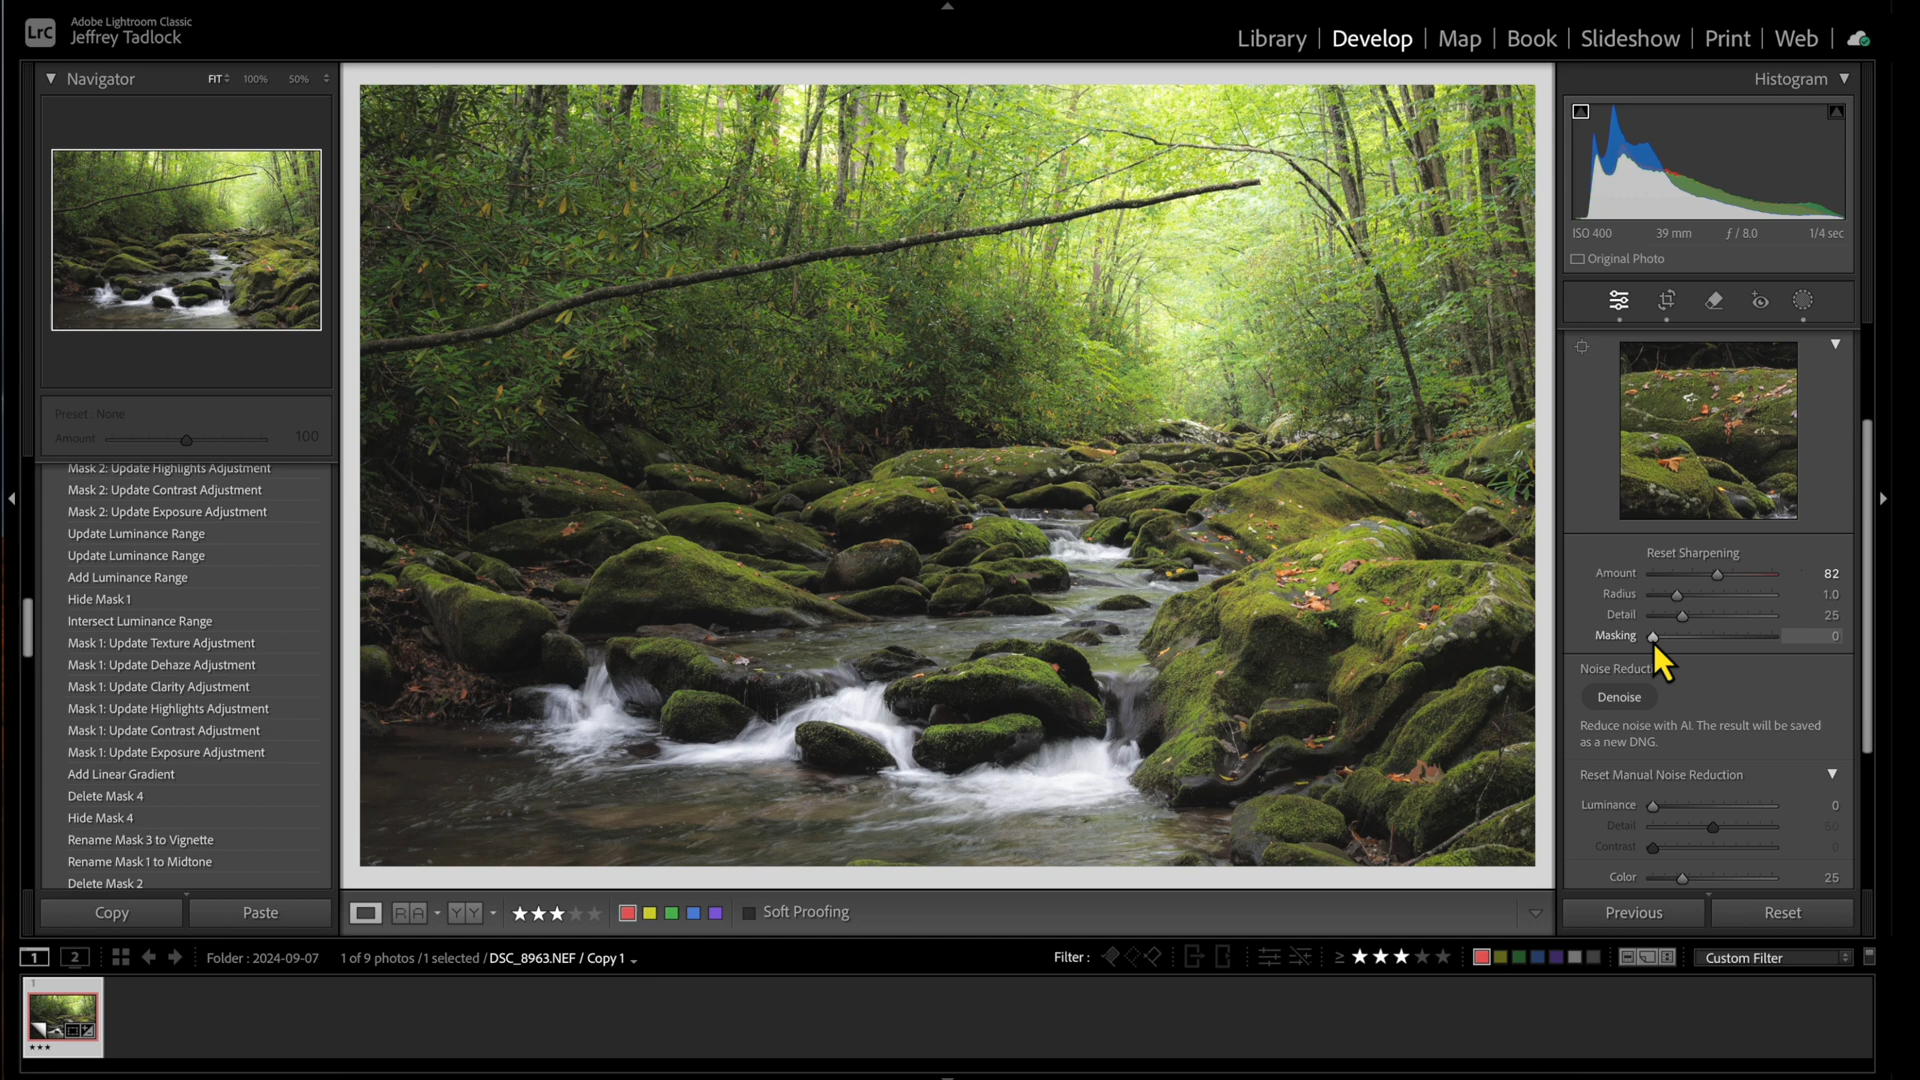 LrC
Adobe Lightroom Classic
Jeffrey Tadlock
Library | Develop | Map | Book | Slideshow | Print | Web
Navigator FIT 100% 50%
Preset : None
Amount 100
Mask 2: Update Highlights Adjustment
Mask 2: Update Contrast Adjustment
Mask 2: Update Exposure Adjustment
Update Luminance Range
Update Luminance Range
Add Luminance Range
Hide Mask 1
Intersect Luminance Range
Mask 1: Update Texture Adjustment
Mask 1: Update Dehaze Adjustment
Mask 1: Update Clarity Adjustment
Mask 1: Update Highlights Adjustment
Mask 1: Update Contrast Adjustment
Mask 1: Update Exposure Adjustment
Add Linear Gradient
Delete Mask 4
Hide Mask 4
Rename Mask 3 to Vignette
Rename Mask 1 to Midtone
Delete Mask 2
Copy Paste
R A Y Y Soft Proofing
Histogram
ISO 400 39 mm ƒ / 8.0 1/4 sec
Original Photo
Reset Sharpening
Amount 82
Radius 1.0
Detail 25
Masking 0
Noise Reducti
Denoise
Reduce noise with AI. The result will be saved
as a new DNG.
Reset Manual Noise Reduction
Luminance 0
Detail 50
Contrast 0
Color 25
Previous Reset
1 2 Folder : 2024-09-07 1 of 9 photos / 1 selected / DSC_8963.NEF / Copy 1 Filter : ≥ Custom Filter
1